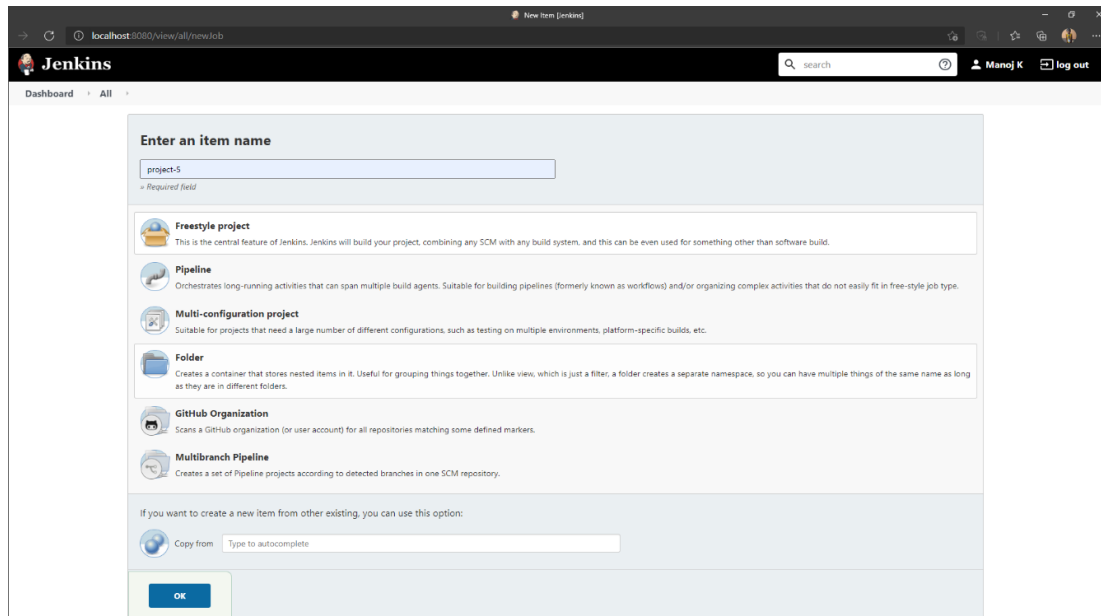 New Item [Jenkins]
localhost:8080/view/all/newJob
Jenkins
search
Manoj K
log out
Dashboard
All
Enter an item name
project-5
» Required field
Freestyle project
This is the central feature of Jenkins. Jenkins will build your project, combining any SCM with any build system, and this can be even used for something other than software build.
Pipeline
Orchestrates long-running activities that can span multiple build agents. Suitable for building pipelines (formerly known as workflows) and/or organizing complex activities that do not easily fit in free-style job type.
Multi-configuration project
Suitable for projects that need a large number of different configurations, such as testing on multiple environments, platform-specific builds, etc.
Folder
Creates a container that stores nested items in it. Useful for grouping things together. Unlike view, which is just a filter, a folder creates a separate namespace, so you can have multiple things of the same name as long
as they are in different folders.
GitHub Organization
Scans a GitHub organization (or user account) for all repositories matching some defined markers.
Multibranch Pipeline
Creates a set of Pipeline projects according to detected branches in one SCM repository.
If you want to create a new item from other existing, you can use this option:
Copy from
Type to autocomplete
OK